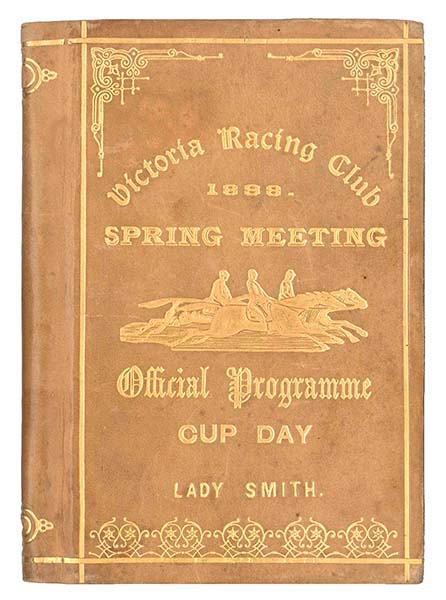 Victoria Racing Club
1888.
SPRING MEETING
Official Programme
CUP DAY
LADY SMITH.